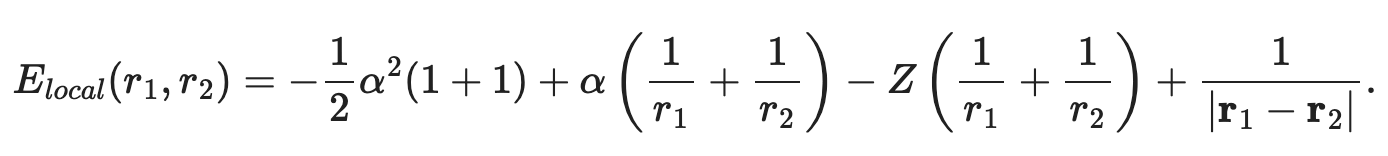 $E_{local}(r_1, r_2) = -\frac{1}{2}\alpha^2(1+1) + \alpha\left(\frac{1}{r_1} + \frac{1}{r_2}\right) - Z\left(\frac{1}{r_1} + \frac{1}{r_2}\right) + \frac{1}{|\mathbf{r}_1 - \mathbf{r}_2|}.$